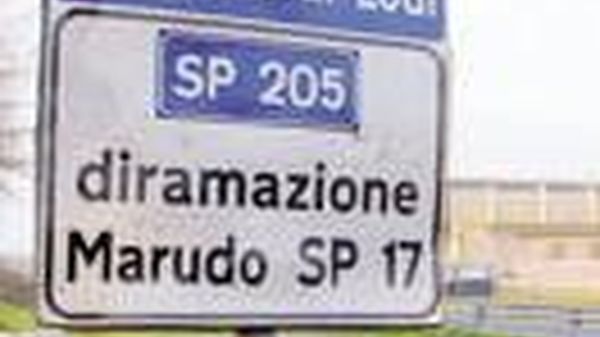 SP 205
diramazione
Marudo SP 17